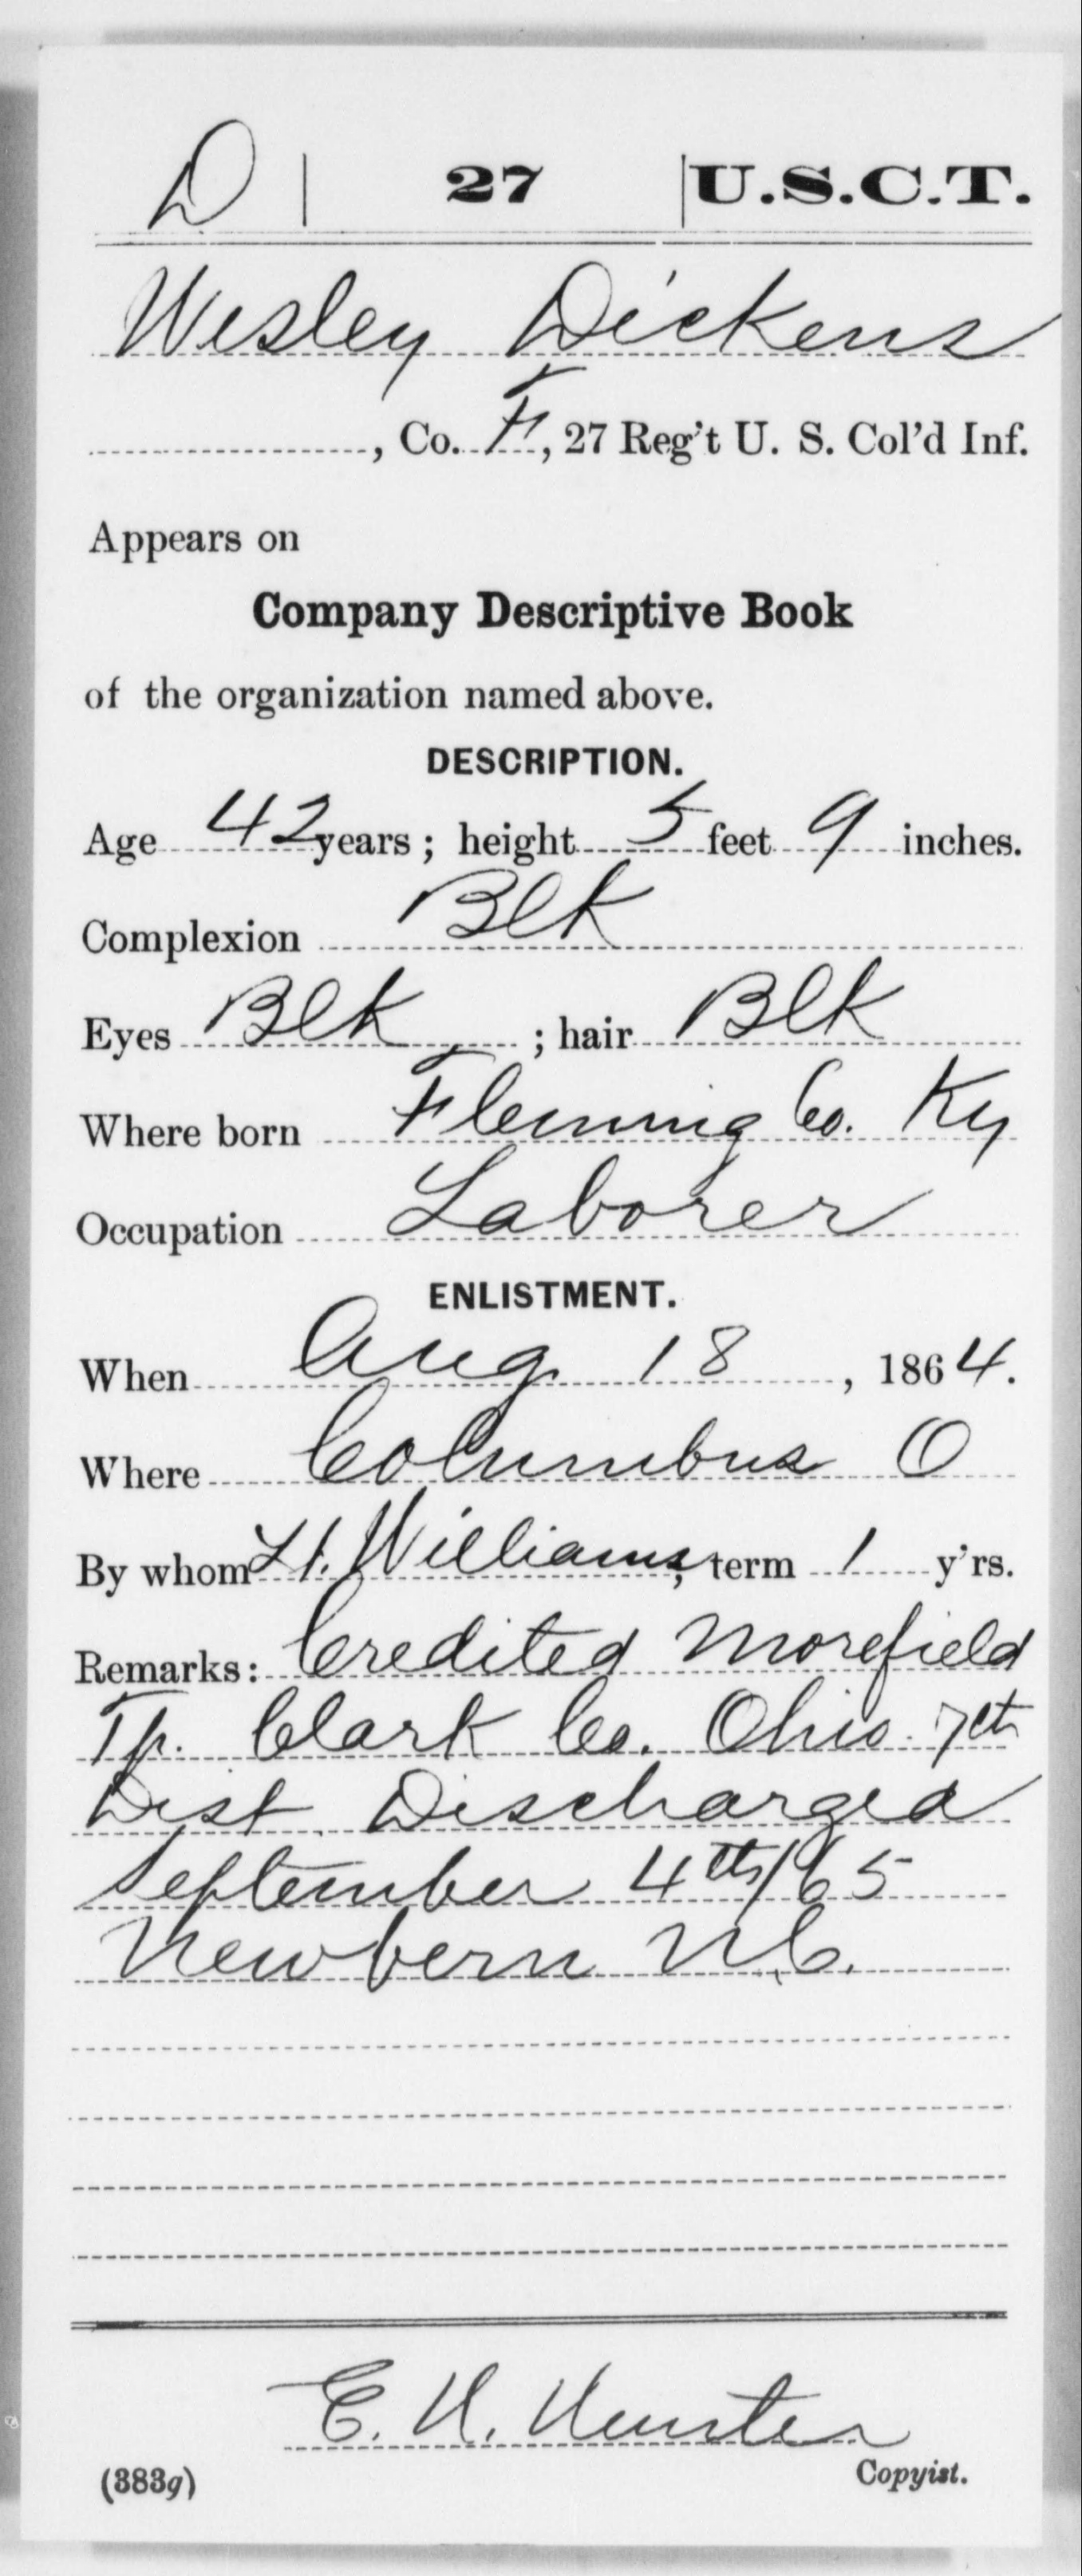 D | 27 | U.S.C.T.
Wesley Dickens
, Co. F, 27 Reg't U. S. Col'd Inf.
Appears on
Company Descriptive Book
of the organization named above.
DESCRIPTION.
Age 42 years; height 5 feet 9 inches.
Complexion Blk
Eyes Blk ; hair Blk
Where born Fleming Co. Ky
Occupation Laborer
ENLISTMENT.
When Aug 18, 1864.
Where Columbus O
By whom Lt. Williams, term 1 y'rs.
Remarks: Credited Morefield
Tp. Clark Co. Ohio 7th
Dist Discharged
September 4th/65
Newbern N.C.
E. H. Hunter
(383g) Copyist.